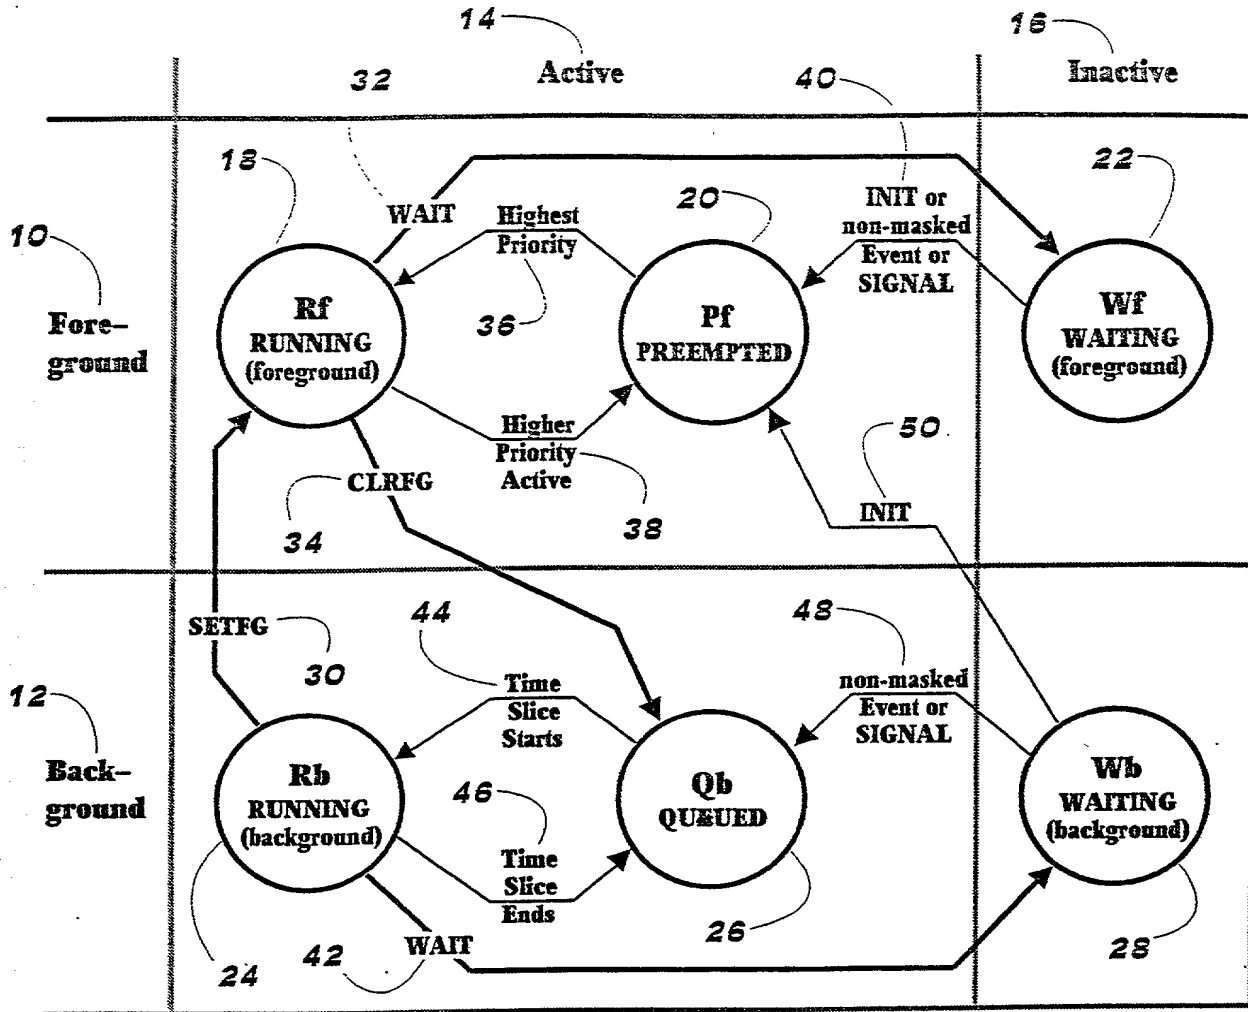 14
16
Active
Inactive
32
40
18
20
22
INIT or
non-masked
Event or
SIGNAL
WAIT
Highest
Priority
10
36
Fore-
ground
Rf
RUNNING
(foreground)
Pf
PREEMPTED
Wf
WAITING
(foreground)
Higher
Priority
Active
50
CLRFG
INIT
34
38
SETFG
30
44
48
12
Time
Slice
Starts
non-masked
Event or
SIGNAL
Back-
ground
Rb
RUNNING
(background)
46
Qb
QUEUED
Wb
WAITING
(background)
Time
Slice
Ends
24
42
WAIT
26
28